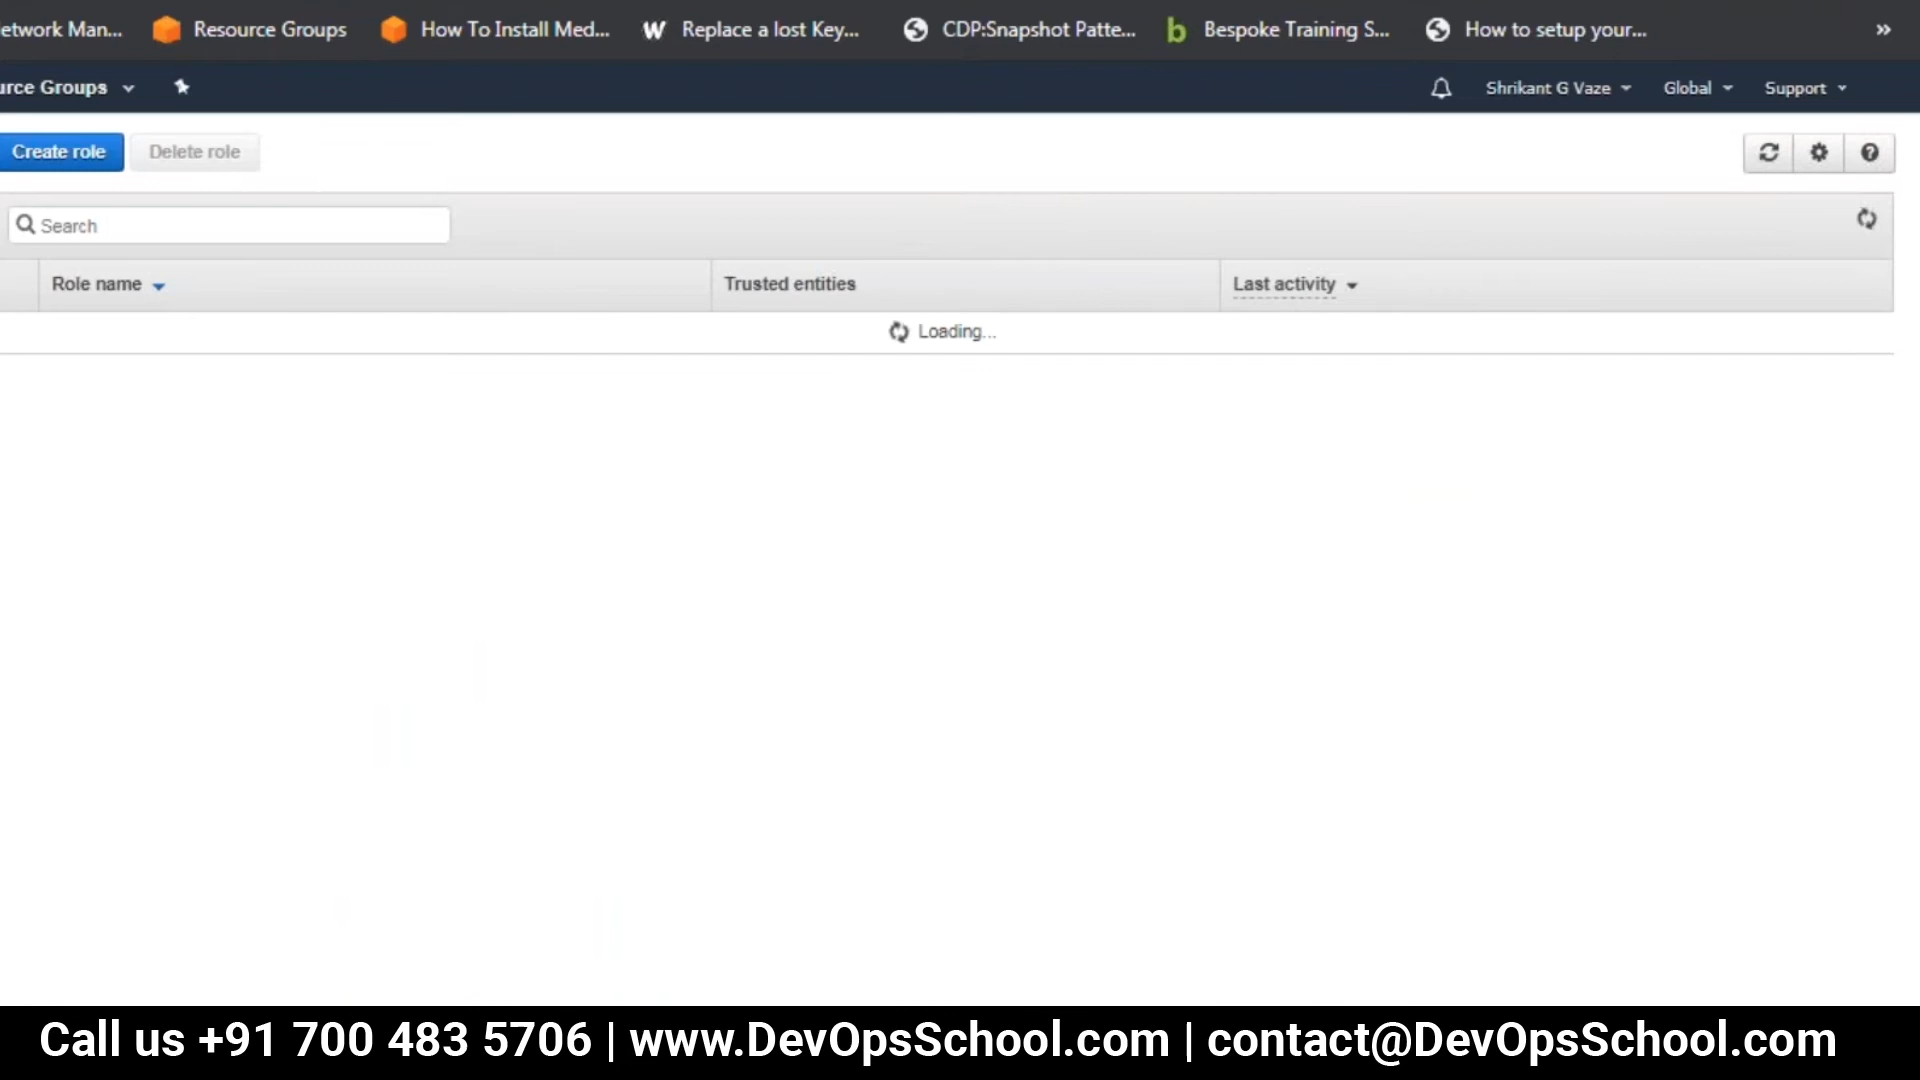 etwork Man... Resource Groups How To Install Med... Replace a lost Key... CDP:Snapshot Patte... Bespoke Training S... How to setup your... »
urce Groups Shrikant G Vaze Global Support
Create role Delete role
Search
Role name Trusted entities Last activity
Loading...
Call us +91 700 483 5706 | www.DevOpsSchool.com | contact@DevOpsSchool.com